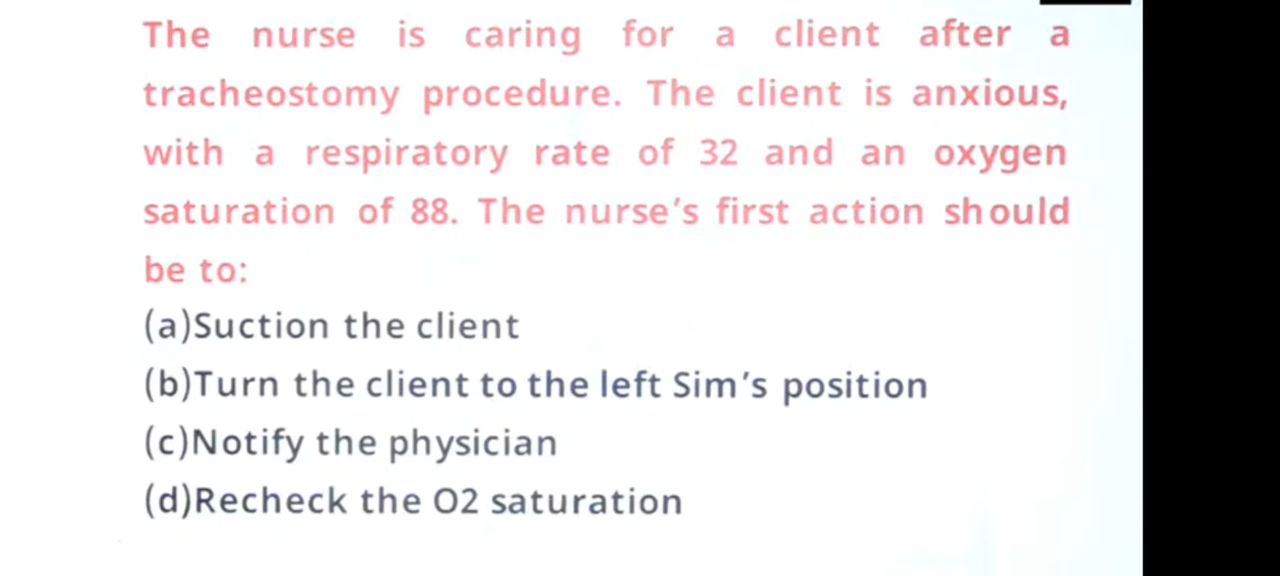 The nurse is caring for a client after a
tracheostomy procedure. The client is anxious,
with a respiratory rate of 32 and an oxygen
saturation of 88. The nurse’s first action should
be to:
(a)Suction the client
(b)Turn the client to the left Sim’s position
(c)Notify the physician
(d)Recheck the O2 saturation